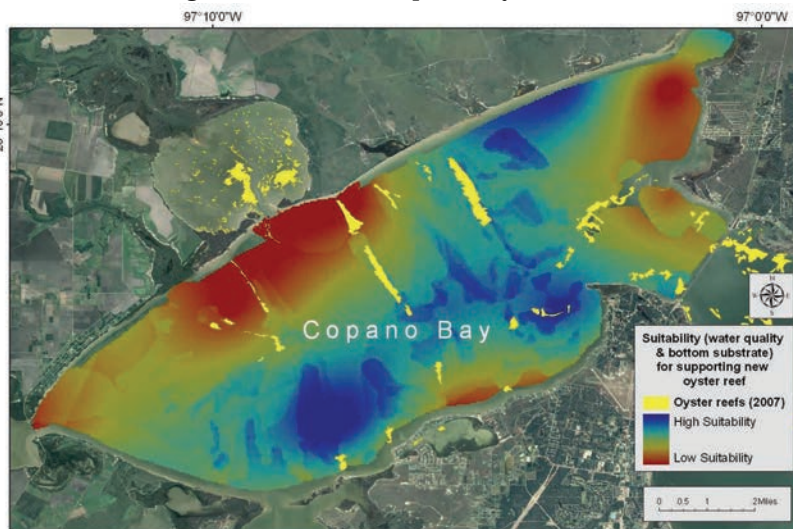 97°10'0"W
97°0'0"W
Copano Bay
N
W
E
S
Suitability (water quality
& bottom substrate)
for supporting new
oyster reef
Oyster reefs (2007)
High Suitability
Low Suitability
0 0.5 1 2Miles